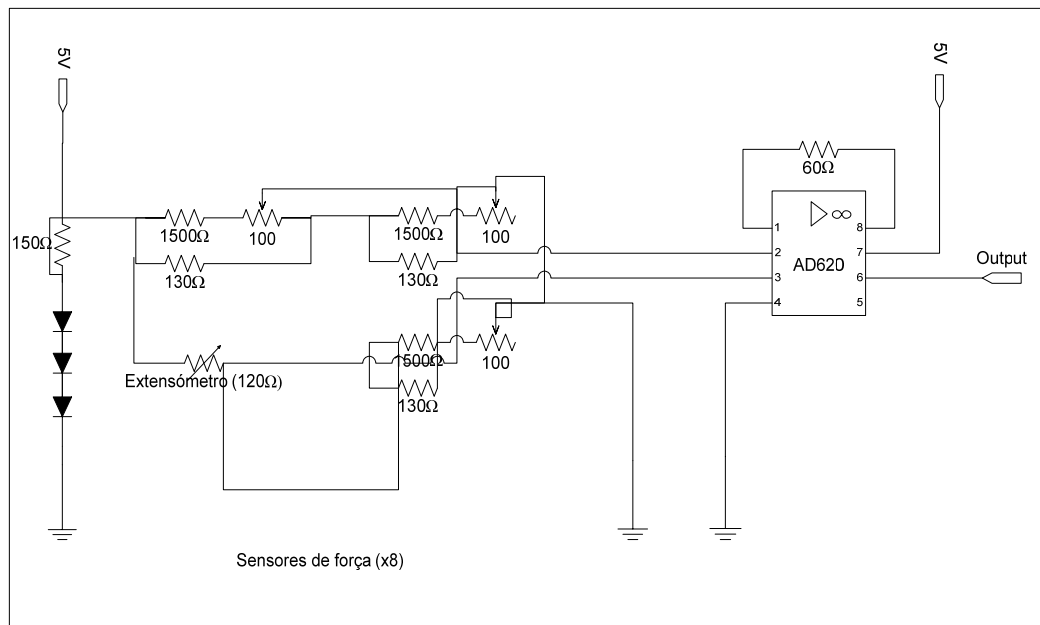 5V
5V
60Ω
1500Ω
100
1500Ω
100
150Ω
130Ω
130Ω
1
2
3
4
8
7
6
5
AD620
Output
500Ω
100
Extensómetro (120Ω)
130Ω
Sensores de força (x8)